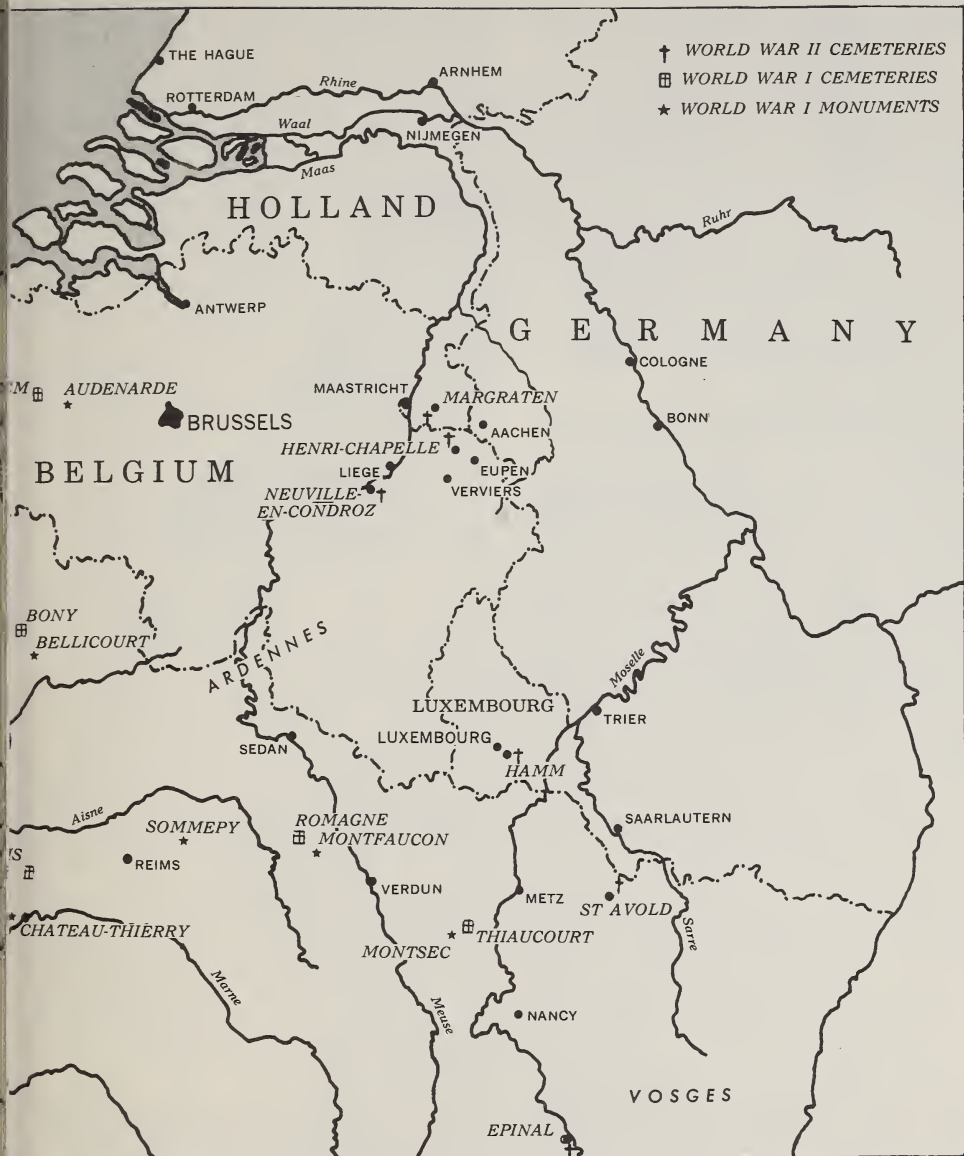 † WORLD WAR II CEMETERIES
WORLD WAR I CEMETERIES
★ WORLD WAR I MONUMENTS
THE HAGUE
Rhine
ARNHEM
ROTTERDAM
Waal
NIJMEGEN
Maas
HOLLAND
Ruhr
ANTWERP
GERMANY
COLOGNE
MAASTRICHT
MARGRATEN
EM
AUDENARDE
BRUSSELS
BONN
AACHEN
HENRI-CHAPELLE
BELGIUM
LIEGE
EUPEN
VERVIERS
NEUVILLE-
EN-CONDROZ
BONY
BELLICOURT
ARDENNES
Moselle
LUXEMBOURG
TRIER
LUXEMBOURG
SEDAN
HAMM
Aisne
SOMMEPY
ROMAGNE
MONTFAUCON
SAARLAUTERN
IS
REIMS
VERDUN
METZ
ST AVOLD
CHATEAU-THIERRY
THIAUCOURT
MONTSEC
Sarre
Marne
Meuse
NANCY
VOSGES
EPINAL